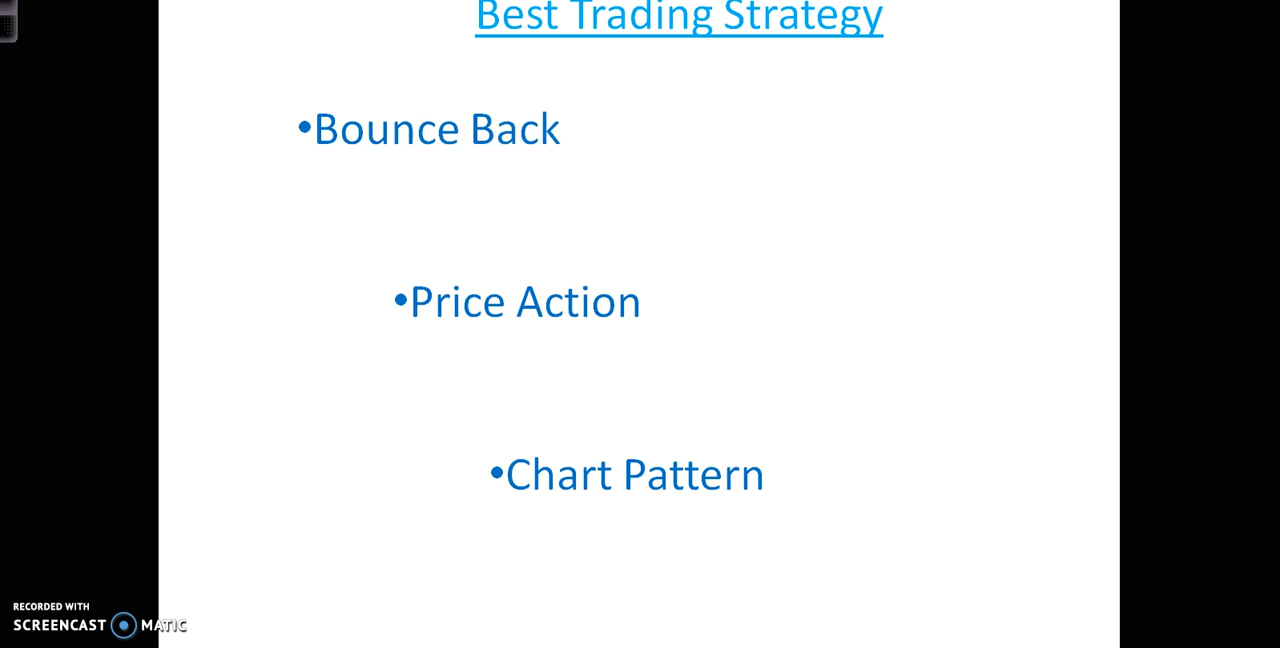 Best Trading Strategy
•Bounce Back
•Price Action
•Chart Pattern
RECORDED WITH
SCREENCAST MATIC